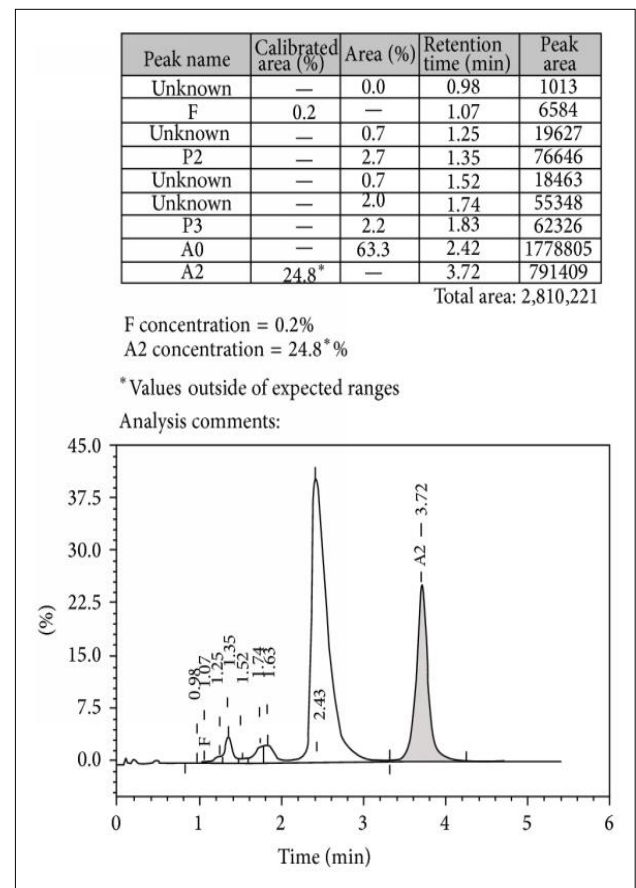 Peak name Calibrated area (%) Area (%) Retention time (min) Peak area
Unknown — 0.0 0.98 1013
F 0.2 — 1.07 6584
Unknown — 0.7 1.25 19627
P2 — 2.7 1.35 76646
Unknown — 0.7 1.52 18463
Unknown — 2.0 1.74 55348
P3 — 2.2 1.83 62326
A0 — 63.3 2.42 1778805
A2 24.8* — 3.72 791409
Total area: 2,810,221
F concentration = 0.2%
A2 concentration = 24.8*%
*Values outside of expected ranges
Analysis comments:
45.0
37.5
30.0
22.5
15.0
7.5
0.0
(%)
0.98
1.07
F
1.25
1.35
1.52
1.74
1.63
2.43
A2 — 3.72
0 1 2 3 4 5 6
Time (min)